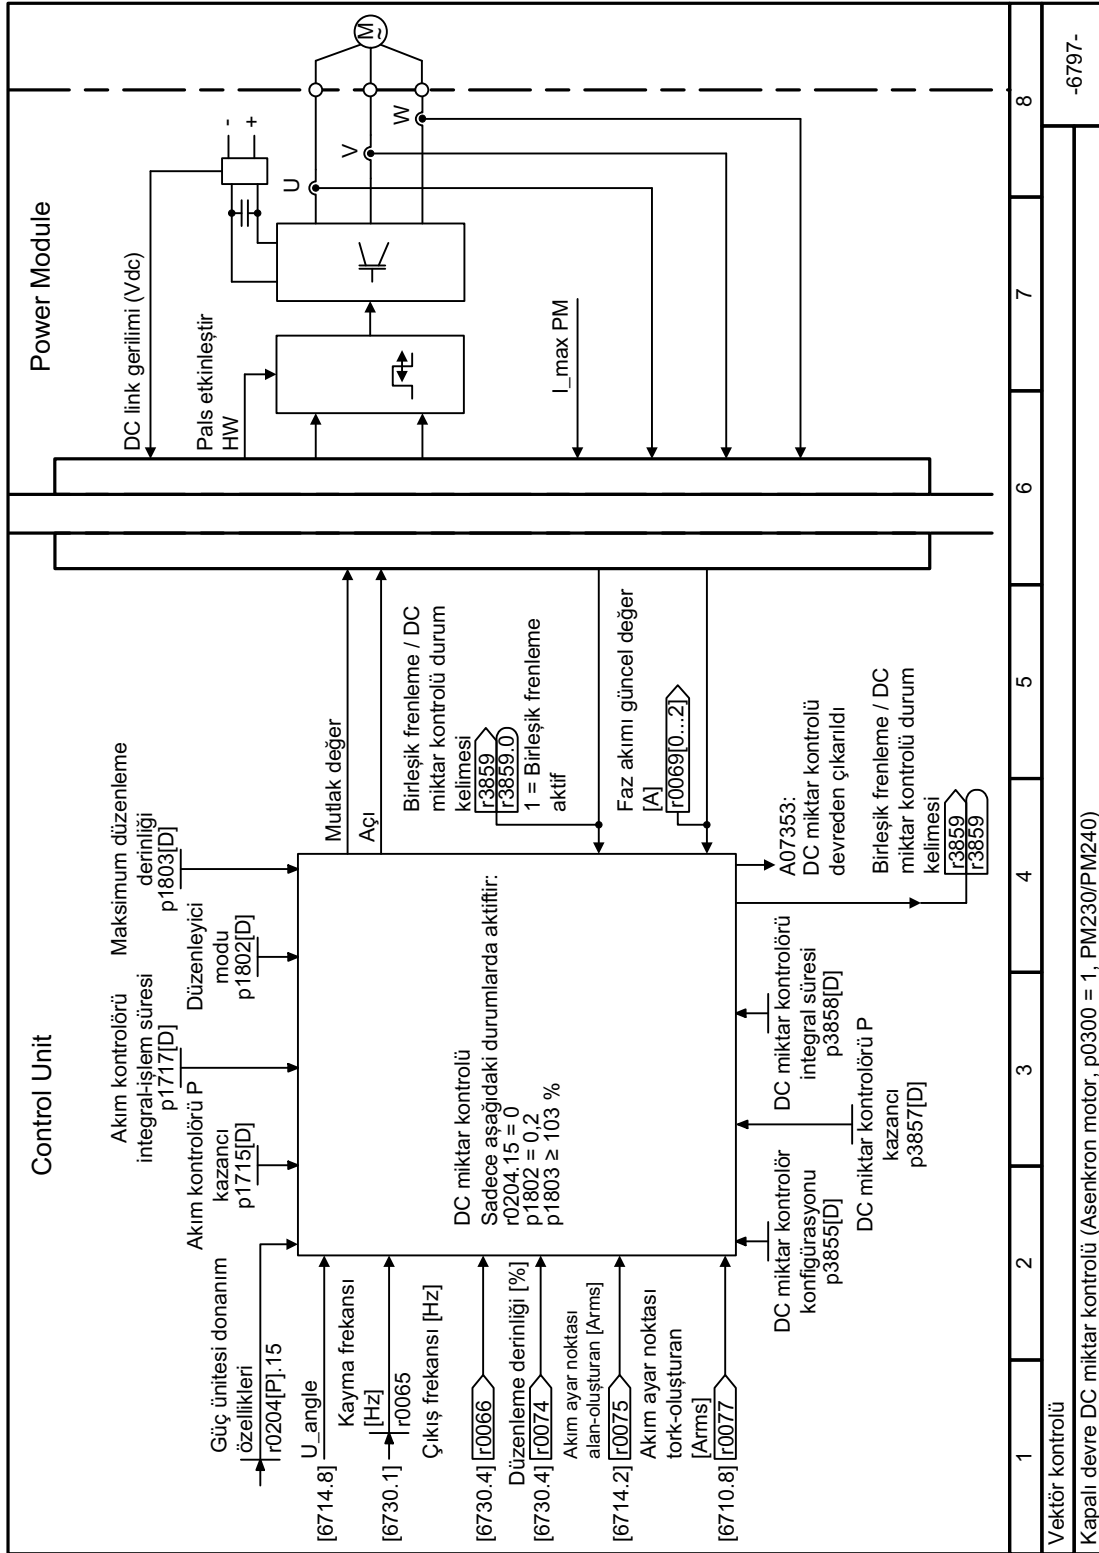 Control Unit
Power Module
Güç ünitesi donanım
özellikleri
r0204[P].15
Akım kontrolörü P
kazancı
p1715[D]
Akım kontrolörü
integral-işlem süresi
p1717[D]
Düzenleyici
modu
p1802[D]
Maksimum düzenleme
derinliği
p1803[D]
[6714.8]
U_angle
Kayma frekansı
[Hz]
[6730.1]
r0065
Çıkış frekansı [Hz]
[6730.4]
r0066
Düzenleme derinliği [%]
[6730.4]
r0074
Akım ayar noktası
alan-oluşturan [Arms]
[6714.2]
r0075
Akım ayar noktası
tork-oluşturan
[Arms]
[6710.8]
r0077
DC miktar kontrolü
Sadece aşağıdaki durumlarda aktiftir:
r0204.15 = 0
p1802 = 0,2
p1803 ≥ 103 %
DC miktar kontrolör
konfigürasyonu
p3855[D]
DC miktar kontrolörü P
kazancı
p3857[D]
DC miktar kontrolörü
integral süresi
p3858[D]
Mutlak değer
Açı
Birleşik frenleme / DC
miktar kontrolü durum
kelimesi
r3859
r3859.0
1 = Birleşik frenleme
aktif
Faz akımı güncel değer
[A]
r0069[0...2]
A07353:
DC miktar kontrolü
devreden çıkarıldı
Birleşik frenleme / DC
miktar kontrolü durum
kelimesi
r3859
r3859
DC link gerilimi (Vdc)
Pals etkinleştir
HW
I_max PM
-
+
U
V
W
M
~
1
2
3
4
5
6
7
8
Vektör kontrolü
Kapalı devre DC miktar kontrolü (Asenkron motor, p0300 = 1, PM230/PM240)
-6797-